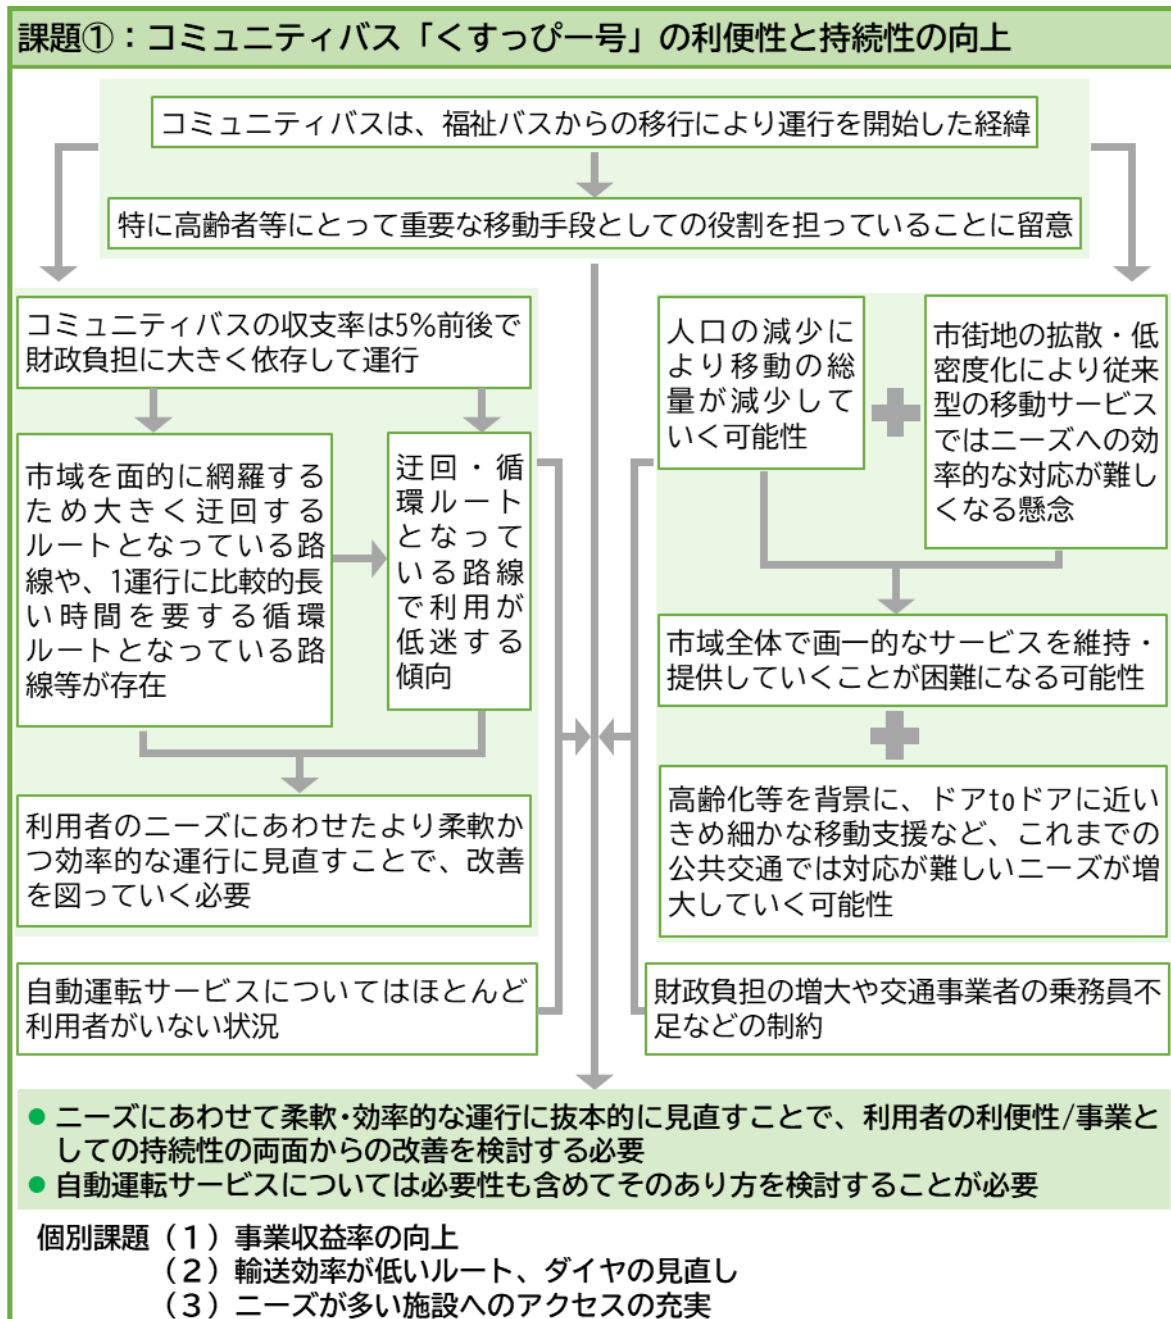 課題①：コミュニティバス「くすっぴー号」の利便性と持続性の向上
コミュニティバスは、福祉バスからの移行により運行を開始した経緯
特に高齢者等にとって重要な移動手段としての役割を担っていることに留意
コミュニティバスの収支率は5%前後で
財政負担に大きく依存して運行
市域を面的に網羅する
ため大きく迂回する
ルートとなっている路
線や、1運行に比較的長
い時間を要する循環
ルートとなっている路
線等が存在
迂回・循
環ルート
となって
いる路線
で利用が
低迷する
傾向
利用者のニーズにあわせたより柔軟か
つ効率的な運行に見直すことで、改善
を図っていく必要
自動運転サービスについてはほとんど
利用者がいない状況
人口の減少に
より移動の総
量が減少して
いく可能性
市街地の拡散・低
密度化により従来
型の移動サービス
ではニーズへの効
率的な対応が難し
くなる懸念
市域全体で画一的なサービスを維持・
提供していくことが困難になる可能性
高齢化等を背景に、ドアtoドアに近い
きめ細かな移動支援など、これまでの
公共交通では対応が難しいニーズが増
大していく可能性
財政負担の増大や交通事業者の乗務員不
足などの制約
● ニーズにあわせて柔軟・効率的な運行に抜本的に見直すことで、利用者の利便性/事業と
しての持続性の両面からの改善を検討する必要
● 自動運転サービスについては必要性も含めてそのあり方を検討することが必要
個別課題（１）事業収益率の向上
（２）輸送効率が低いルート、ダイヤの見直し
（３）ニーズが多い施設へのアクセスの充実